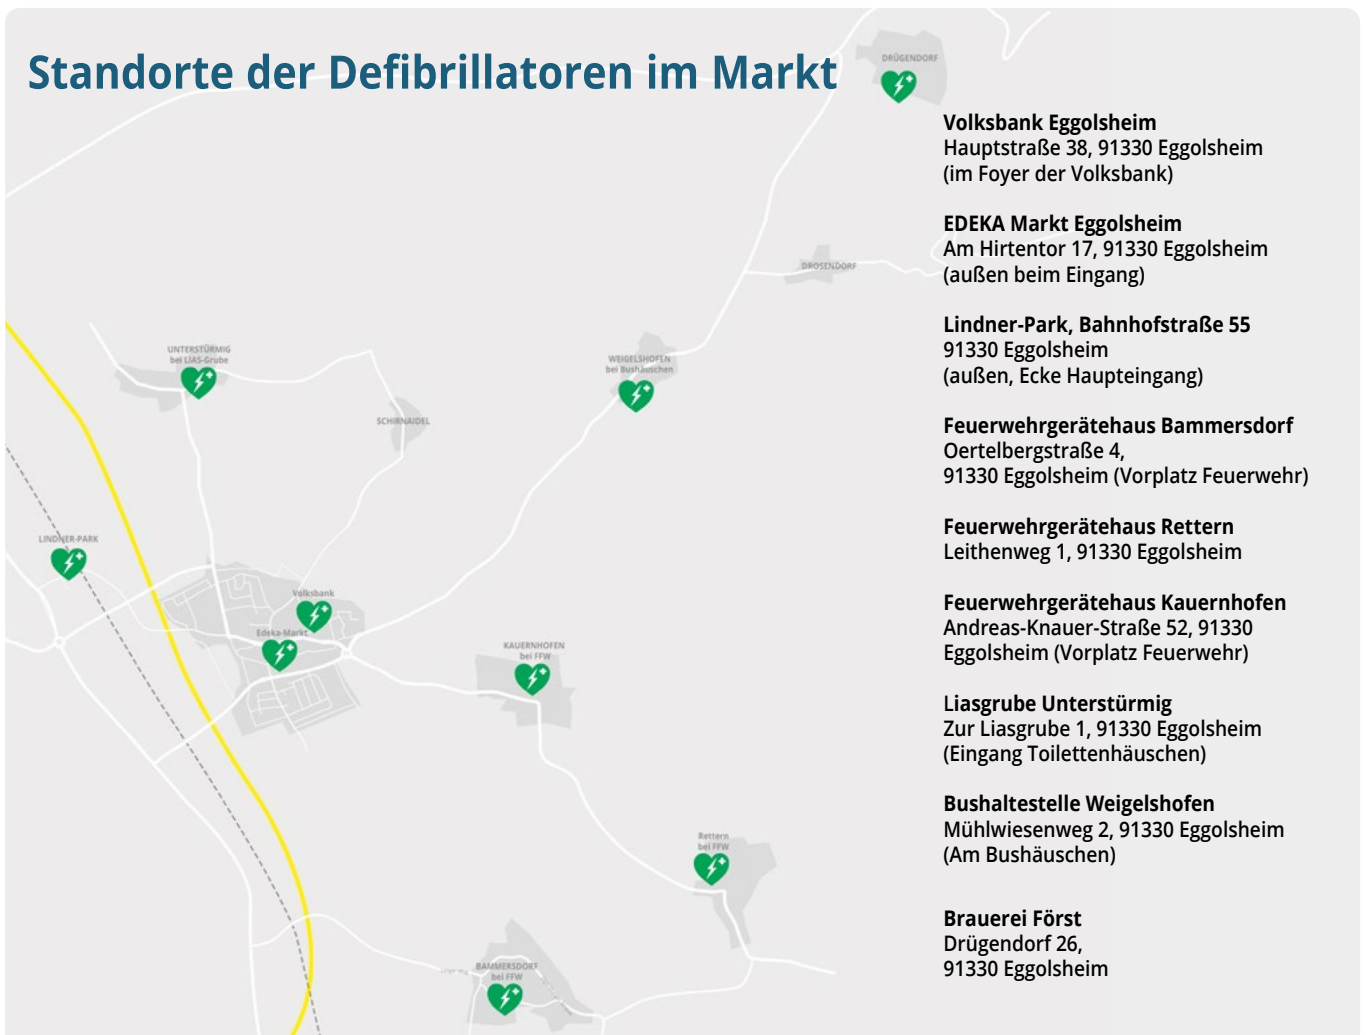 Standorte der Defibrillatoren im Markt
DRÜGENDORF
Volksbank Eggolsheim
Hauptstraße 38, 91330 Eggolsheim
(im Foyer der Volksbank)
EDEKA Markt Eggolsheim
Am Hirtentor 17, 91330 Eggolsheim
(außen beim Eingang)
Lindner-Park, Bahnhofstraße 55
91330 Eggolsheim
(außen, Ecke Haupteingang)
Feuerwehrgerätehaus Bammersdorf
Oertelbergstraße 4,
91330 Eggolsheim (Vorplatz Feuerwehr)
Feuerwehrgerätehaus Rettern
Leithenweg 1, 91330 Eggolsheim
Feuerwehrgerätehaus Kauernhofen
Andreas-Knauer-Straße 52, 91330
Eggolsheim (Vorplatz Feuerwehr)
Liasgrube Unterstürmig
Zur Liasgrube 1, 91330 Eggolsheim
(Eingang Toilettenhäuschen)
Bushaltestelle Weigelshofen
Mühlwiesenweg 2, 91330 Eggolsheim
(Am Bushäuschen)
Brauerei Först
Drügendorf 26,
91330 Eggolsheim
DROSENDORF
UNTERSTÜRMIG
bei LIAS-Grube
WEIGELSHOFEN
bei Bushäuschen
SCHIRNAIDEL
LINDNER-PARK
Volksbank
Edeka-Markt
KAUERNHOFEN
bei FFW
Rettern
bei FFW
BAMMERSDORF
bei FFW